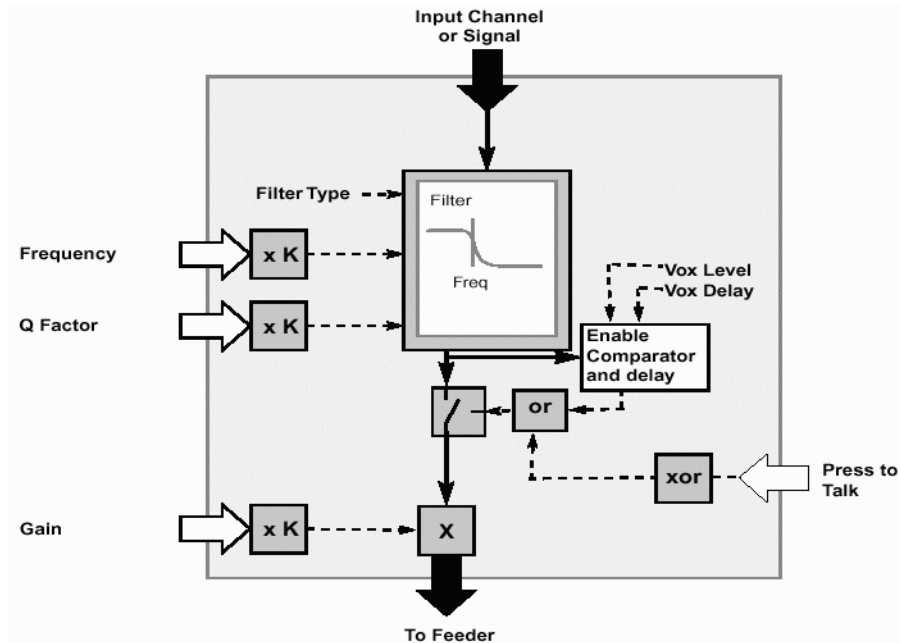 Input Channel
or Signal
Filter Type
Filter
Freq
Frequency
x K
Q Factor
x K
Vox Level
Vox Delay
Enable
Comparator
and delay
or
xor
Press to
Talk
Gain
x K
X
To Feeder